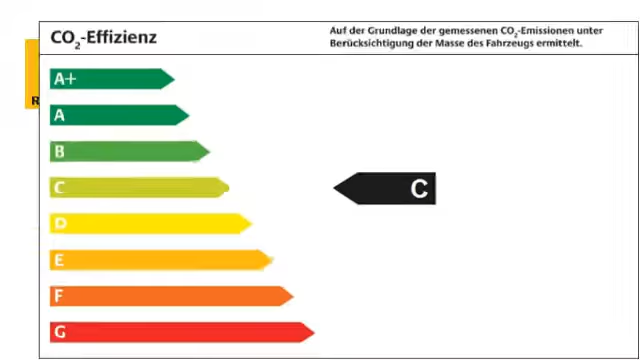 CO₂-Effizienz
Auf der Grundlage der gemessenen CO₂-Emissionen unter
Berücksichtigung der Masse des Fahrzeugs ermittelt.
A+
A
B
C
C
D
E
F
G
R